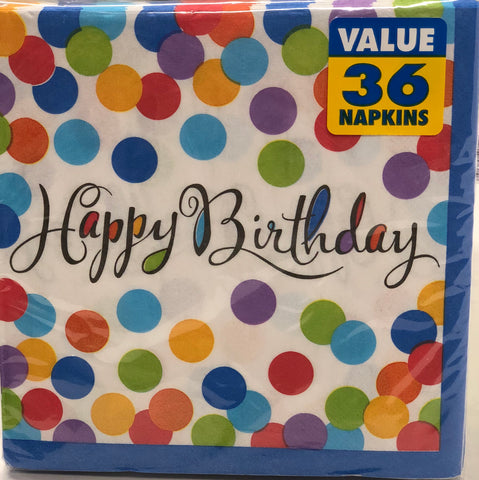 VALUE
36
NAPKINS
Happy Birthday